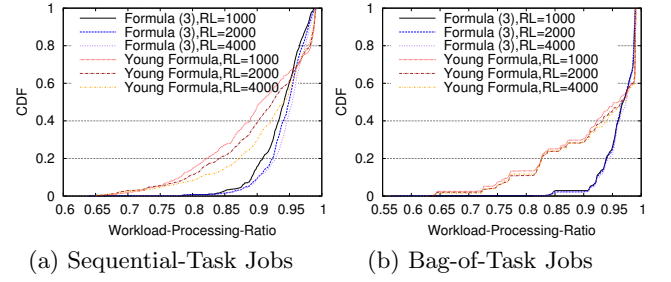 Formula (3),RL=1000
Formula (3),RL=2000
Formula (3),RL=4000
Young Formula,RL=1000
Young Formula,RL=2000
Young Formula,RL=4000
CDF
1
0.8
0.6
0.4
0.2
0
0.6 0.65 0.7 0.75 0.8 0.85 0.9 0.95 1
Workload-Processing-Ratio
(a) Sequential-Task Jobs
Formula (3),RL=1000
Formula (3),RL=2000
Formula (3),RL=4000
Young Formula,RL=1000
Young Formula,RL=2000
Young Formula,RL=4000
CDF
1
0.8
0.6
0.4
0.2
0
0.55 0.6 0.65 0.7 0.75 0.8 0.85 0.9 0.95 1
Workload-Processing-Ratio
(b) Bag-of-Task Jobs